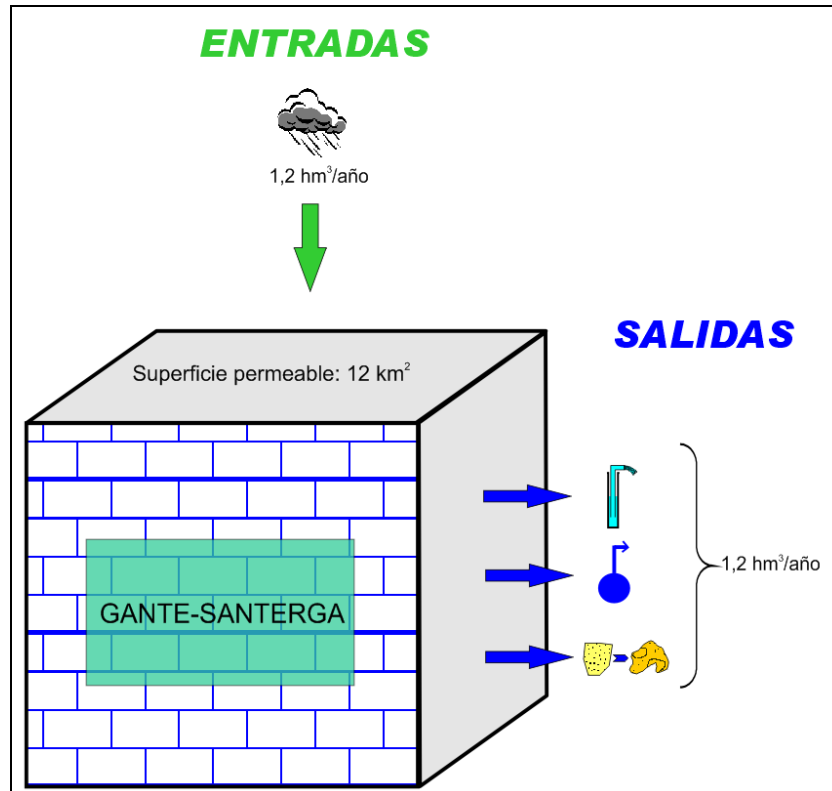 ENTRADAS
1,2 hm³/año
SALIDAS
Superficie permeable: 12 km²
GANTE-SANTERGA
1,2 hm³/año